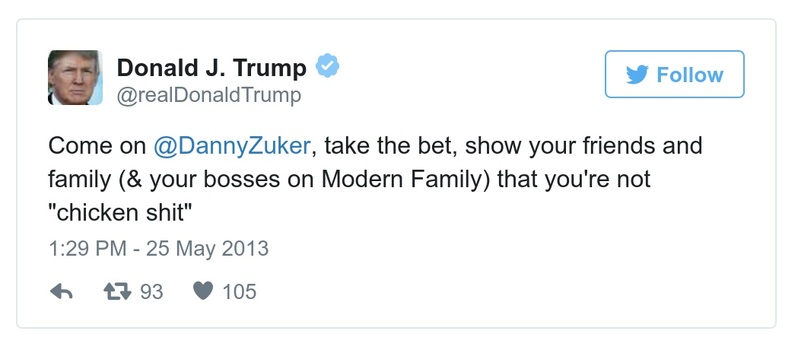 Donald J. Trump
@realDonaldTrump
Follow
Come on @DannyZuker, take the bet, show your friends and
family (& your bosses on Modern Family) that you're not
"chicken shit"
1:29 PM - 25 May 2013
93 105